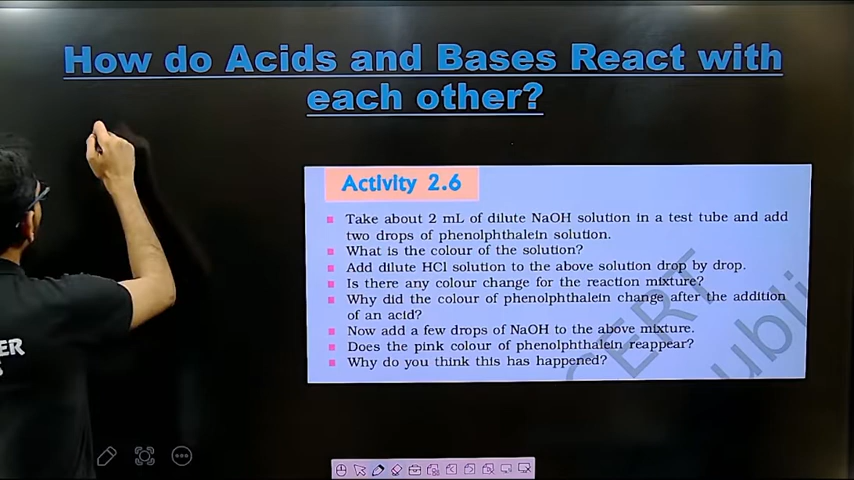 How do Acids and Bases React with
each other?
Activity 2.6
Take about 2 mL of dilute NaOH solution in a test tube and add
two drops of phenolphthalein solution.
What is the colour of the solution?
Add dilute HCl solution to the above solution drop by drop.
Is there any colour change for the reaction mixture?
Why did the colour of phenolphthalein change after the addition
of an acid?
Now add a few drops of NaOH to the above mixture.
Does the pink colour of phenolphthalein reappear?
Why do you think this has happened?